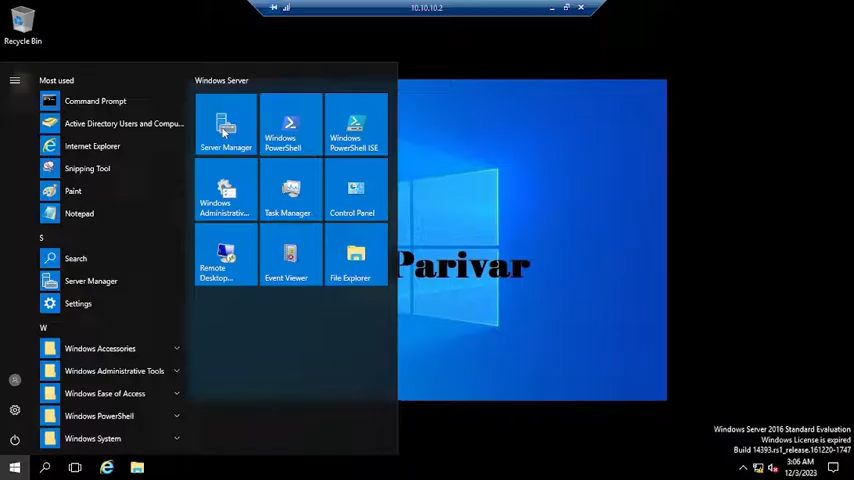 10.10.10.2
Recycle Bin
Most used
Command Prompt
Active Directory Users and Compu...
Internet Explorer
Snipping Tool
Paint
Notepad
S
Search
Server Manager
Settings
W
Windows Accessories
Windows Administrative Tools
Windows Ease of Access
Windows PowerShell
Windows System
Windows Server
Server Manager
Windows
PowerShell
Windows
PowerShell ISE
Windows
Administrativ...
Task Manager
Control Panel
Remote
Desktop...
Event Viewer
File Explorer
Parivar
Windows Server 2016 Standard Evaluation
Windows License is expired
Build 14393.rs1_release.161220-1747
3:06 AM
12/3/2023